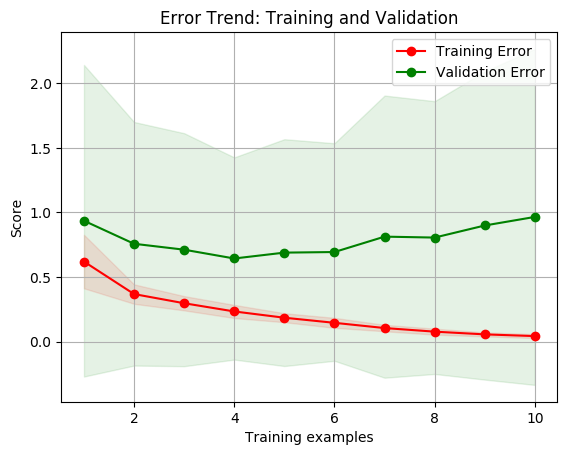 Error Trend: Training and Validation
Training Error
Validation Error
2.0
1.5
1.0
0.5
0.0
Score
2 4 6 8 10
Training examples